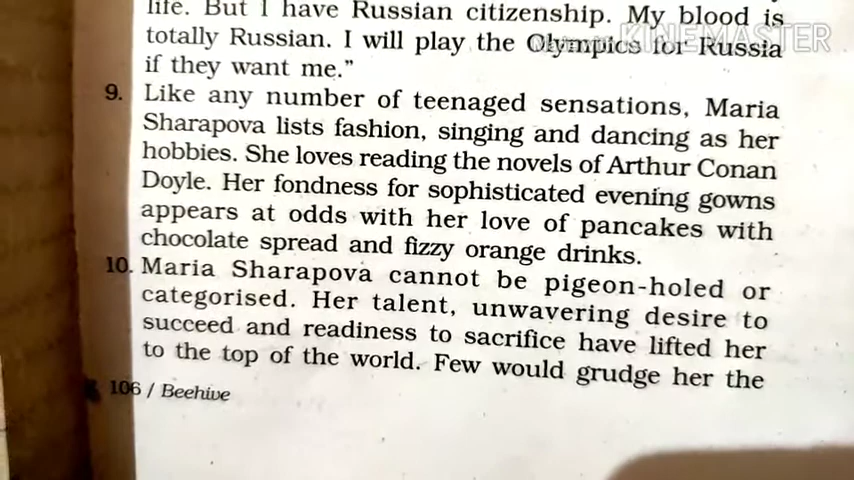 life. But I have Russian citizenship. My blood is
totally Russian. I will play the Olympics for Russia
if they want me.”
9. Like any number of teenaged sensations, Maria
Sharapova lists fashion, singing and dancing as her
hobbies. She loves reading the novels of Arthur Conan
Doyle. Her fondness for sophisticated evening gowns
appears at odds with her love of pancakes with
chocolate spread and fizzy orange drinks.
10. Maria Sharapova cannot be pigeon-holed or
categorised. Her talent, unwavering desire to
succeed and readiness to sacrifice have lifted her
to the top of the world. Few would grudge her the
106 / Beehive
KINEMASTER